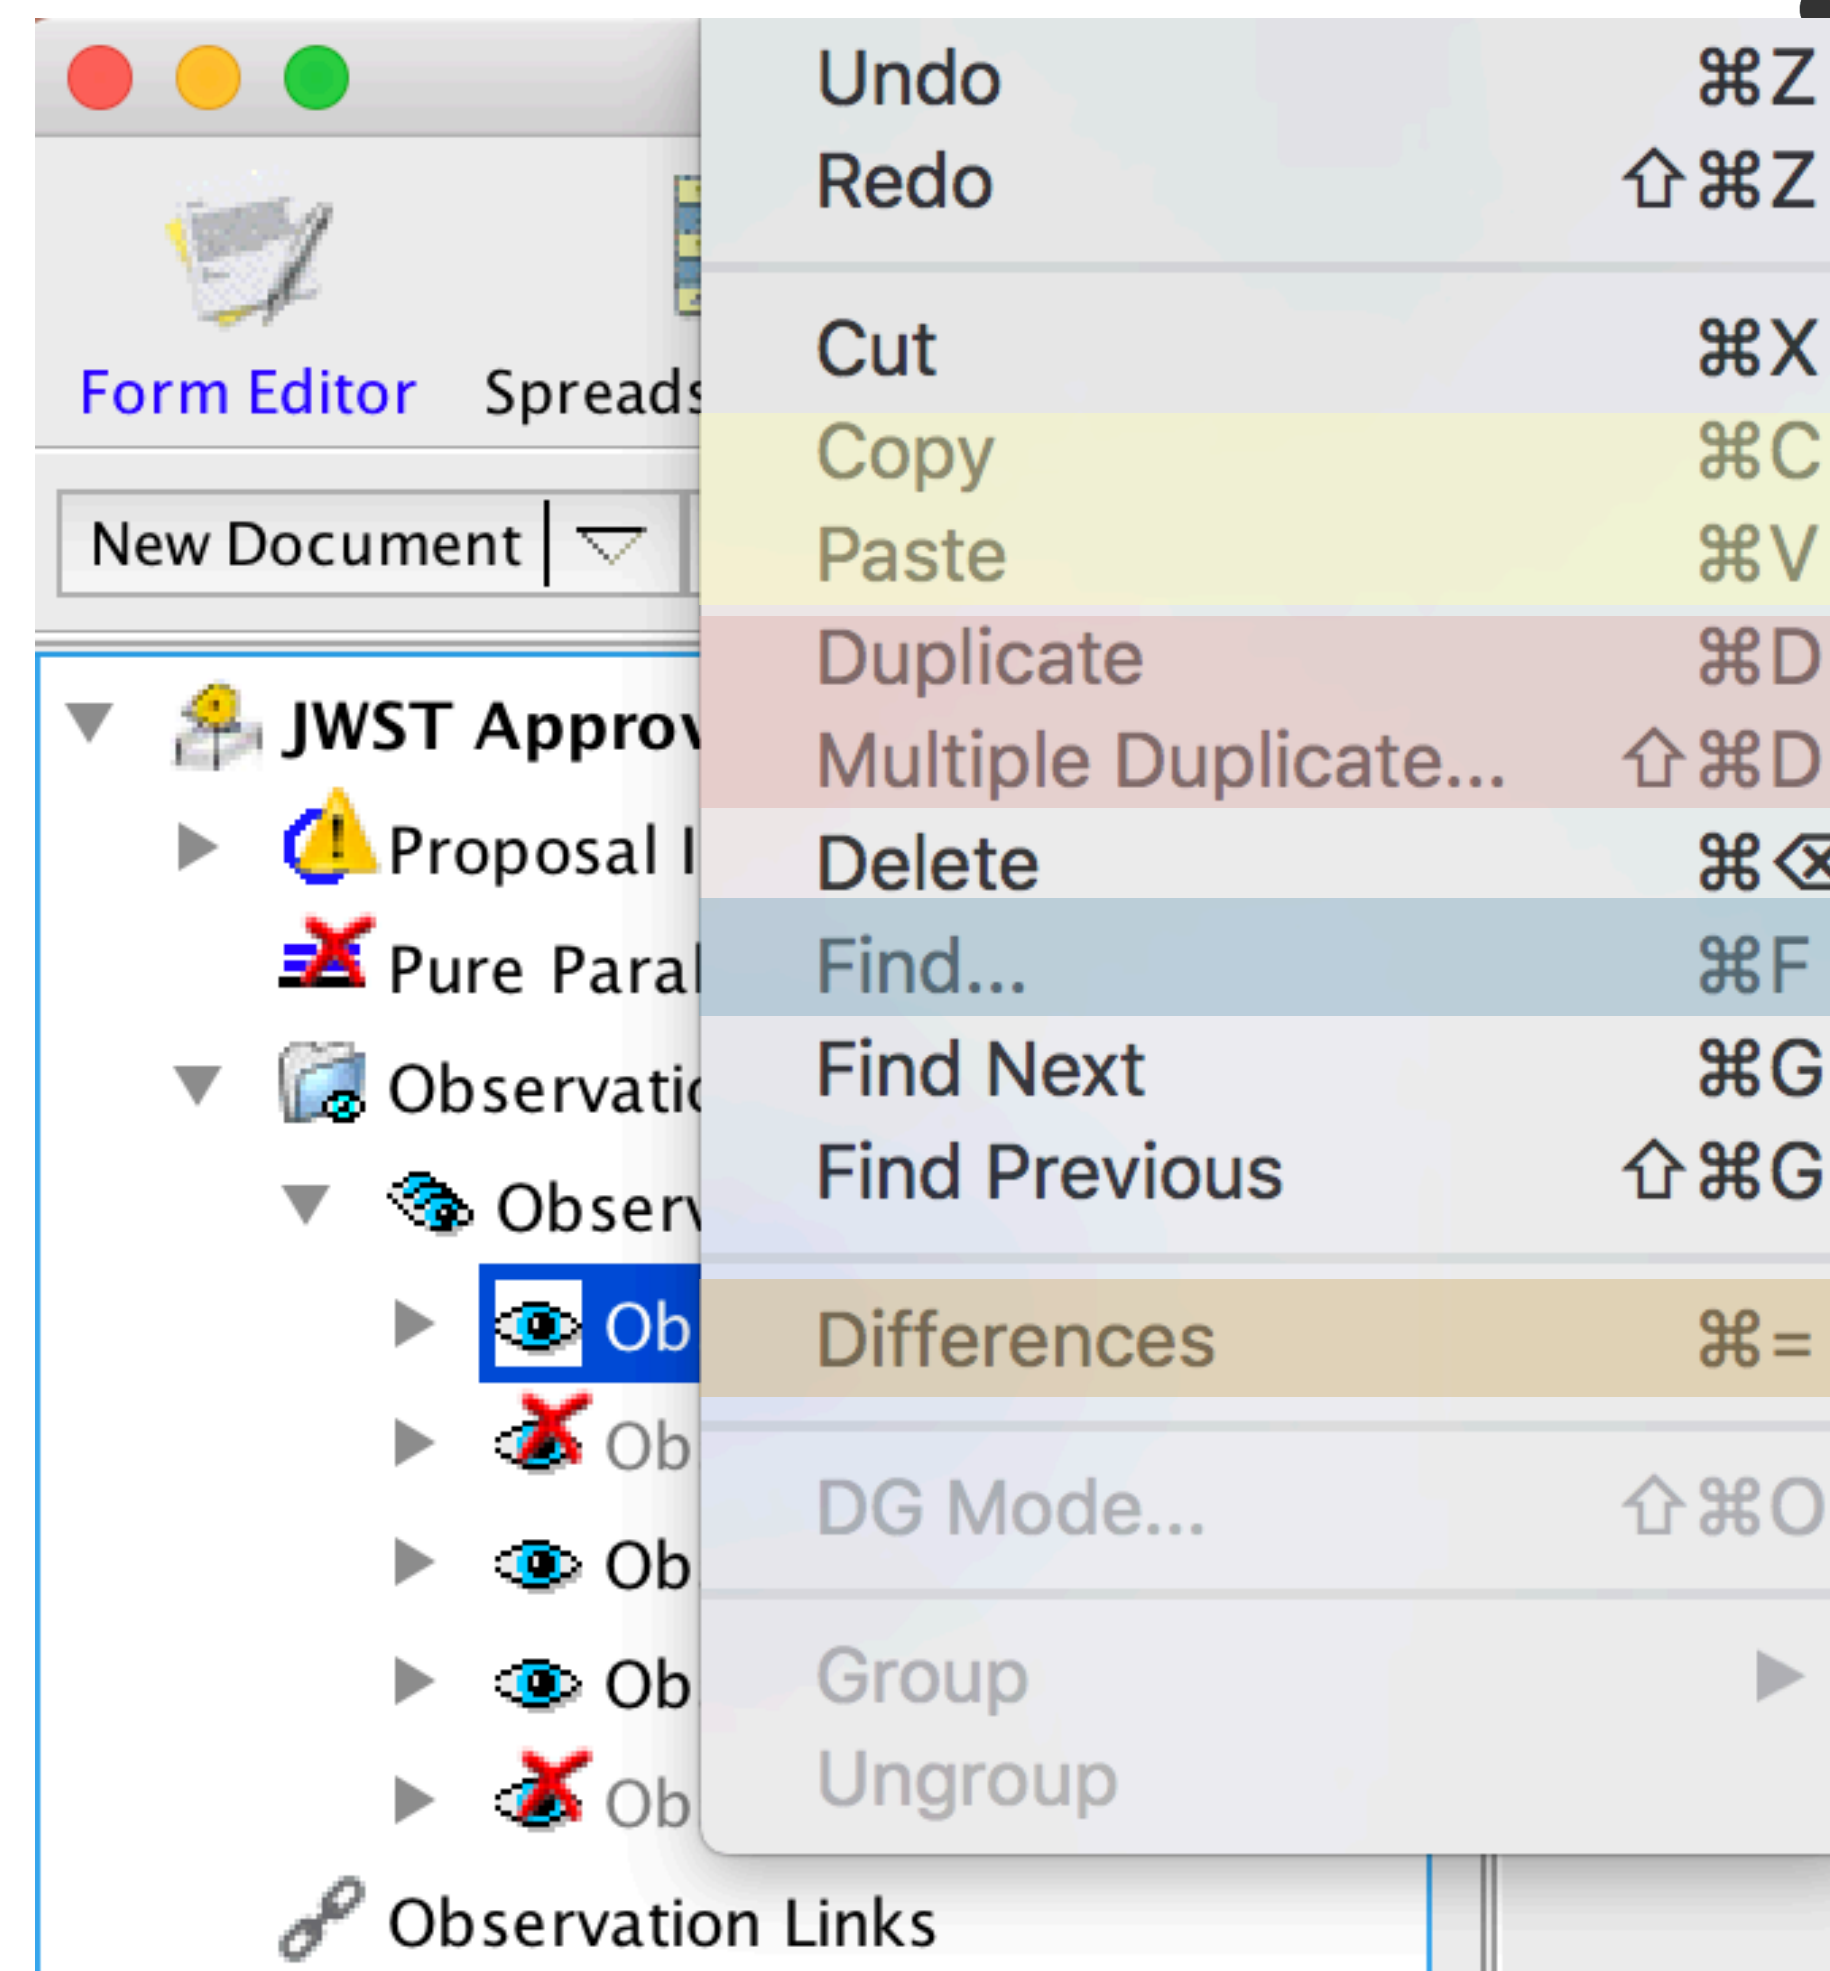 Undo ⌘Z
Redo ⇧⌘Z
Cut ⌘X
Copy ⌘C
Paste ⌘V
Duplicate ⌘D
Multiple Duplicate... ⇧⌘D
Delete ⌘⌫
Find... ⌘F
Find Next ⌘G
Find Previous ⇧⌘G
Differences ⌘=
DG Mode... ⇧⌘O
Group
Ungroup
Form Editor Spreads
New Document
JWST Approv
Proposal I
Pure Paral
Observatio
Observ
Ob
Ob
Ob
Ob
Ob
Observation Links